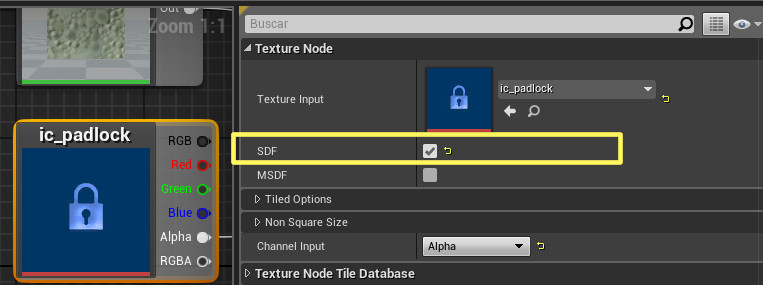 Out
Zoom 1:1
ic_padlock
RGB
Red
Green
Blue
Alpha
RGBA
Buscar
Texture Node
Texture Input
ic_padlock
SDF
MSDF
Tiled Options
Non Square Size
Channel Input
Alpha
Texture Node Tile Database